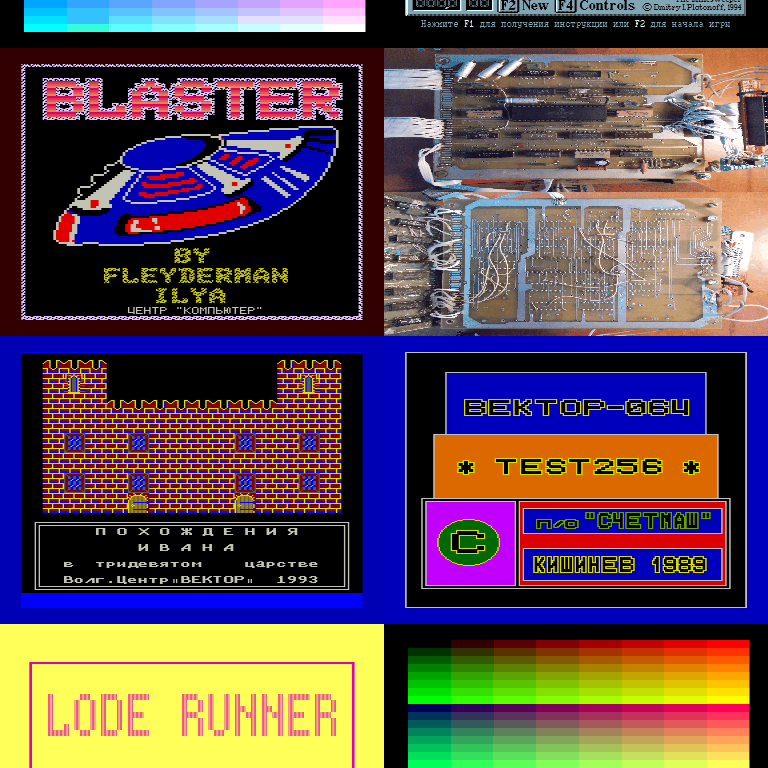 F2 New F4 Controls © Dmitry I.Plotonoff, 1994
Нажмите F1 для получения инструкции или F2 для начала игры
BLASTER
BY
FLEYDERMAN
ILYA
ЦЕНТР "КОМПЬЮТЕР"
ПОХОЖДЕНИЯ
ИВАНА
в тридевятом царстве
Волг.Центр "ВЕКТОР" 1993
ВЕКТОР-06Ц
* TEST256 *
C
п/о "СЧЕТМАШ"
КИШИНЕВ 1989
LODE RUNNER